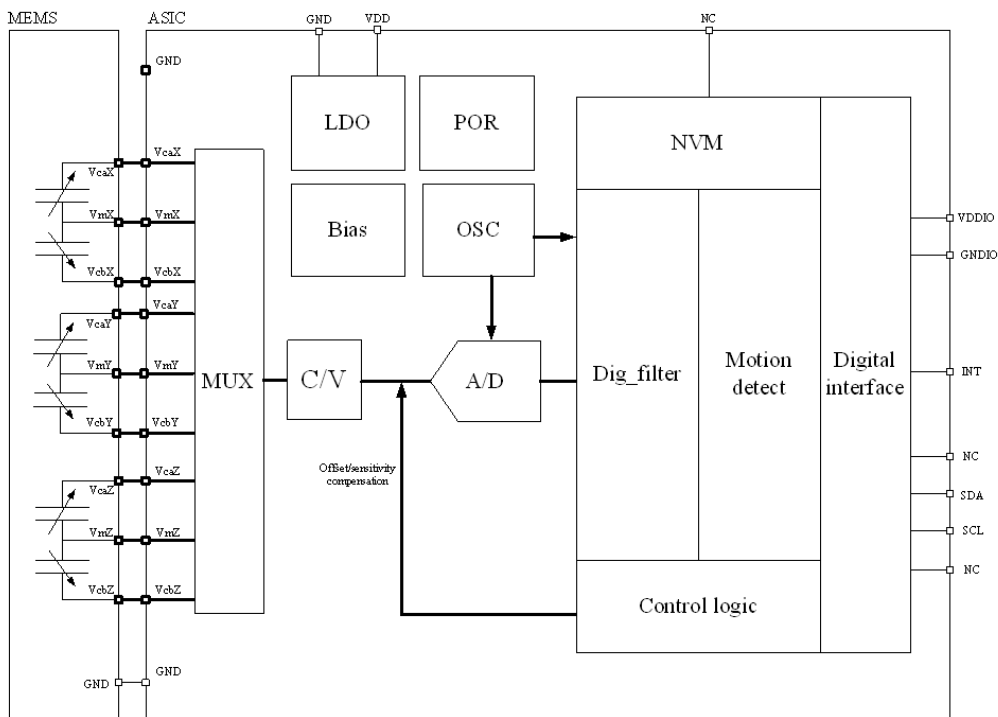 MEMS
ASIC
GND
VDD
NC
GND
LDO
POR
NVM
VcaX
VcaX
VmX
VmX
Bias
OSC
VDDIO
GNDIO
VcbX
VcbX
VcaY
VcaY
VmY
VmY
MUX
C/V
A/D
Dig_filter
Motion
detect
Digital
interface
INT
VcbY
VcbY
Offset/sensitivity
compensation
NC
VcaZ
VcaZ
SDA
VmZ
VmZ
SCL
NC
VcbZ
VcbZ
Control logic
GND
GND